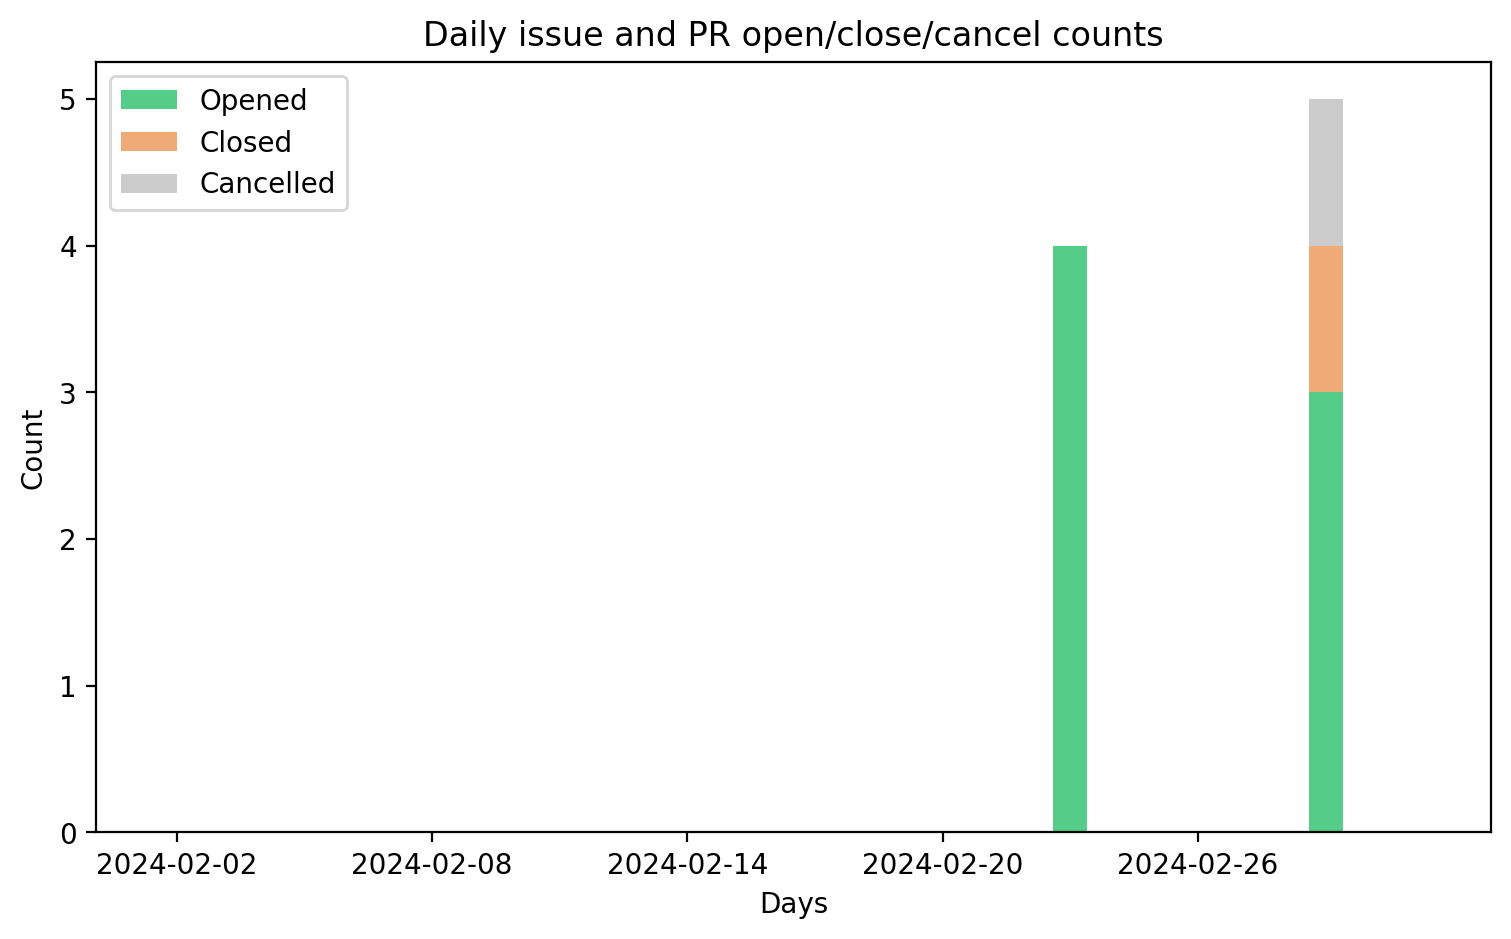 Daily issue and PR open/close/cancel counts
Opened
Closed
Cancelled
5
4
3
2
1
0
Count
2024-02-02
2024-02-08
2024-02-14
2024-02-20
2024-02-26
Days